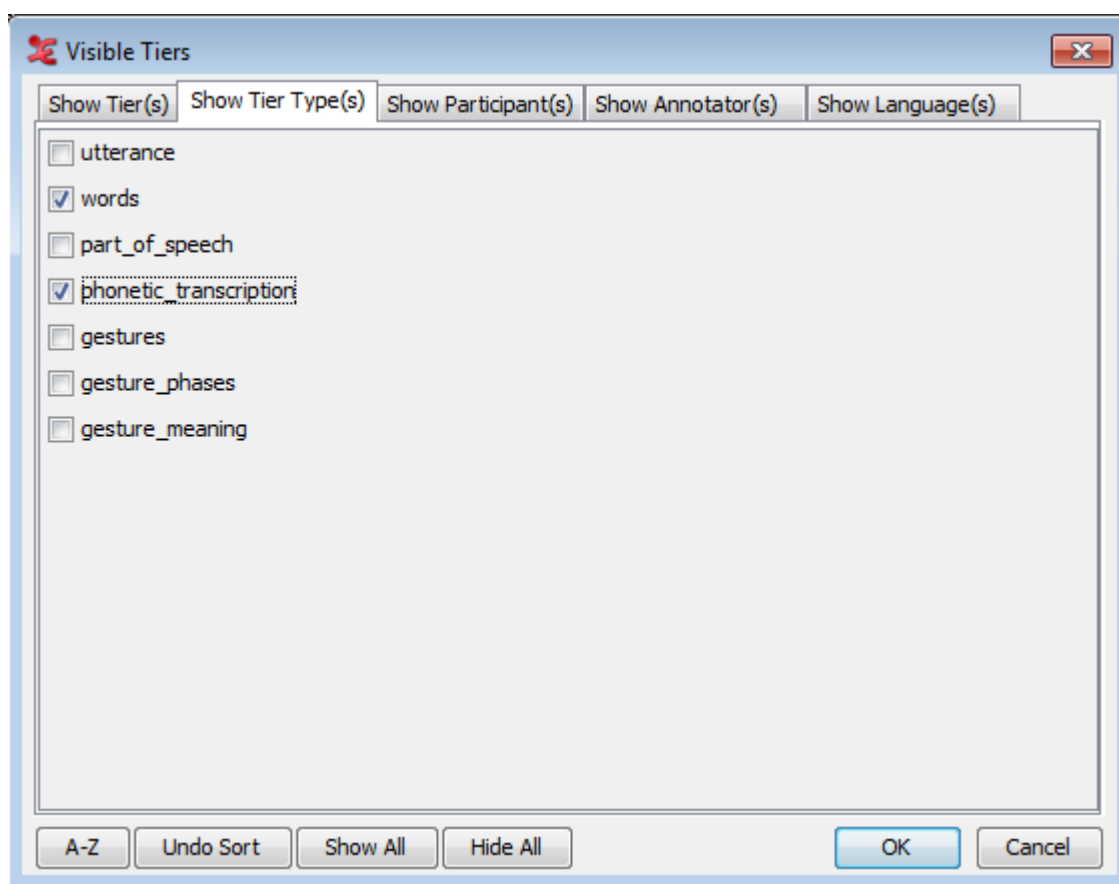 Visible Tiers
Show Tier(s) Show Tier Type(s) Show Participant(s) Show Annotator(s) Show Language(s)
utterance
words
part_of_speech
phonetic_transcription
gestures
gesture_phases
gesture_meaning
A-Z Undo Sort Show All Hide All OK Cancel